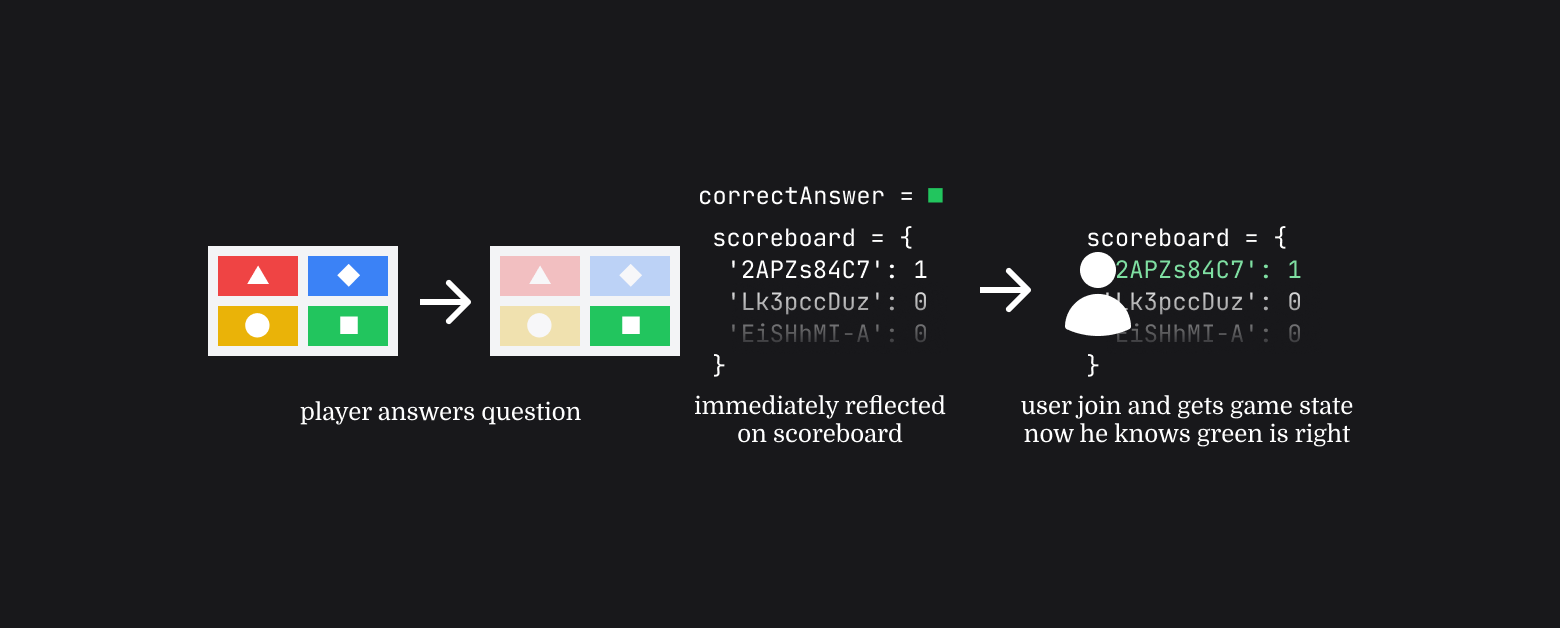 correctAnswer =
scoreboard = {
'2APZs84C7': 1
'Lk3pccDuz': 0
'EiSHhMI-A': 0
}
scoreboard = {
2APZs84C7': 1
'Lk3pccDuz': 0
EiSHhMI-A': 0
}
player answers question
immediately reflected
on scoreboard
user join and gets game state
now he knows green is right